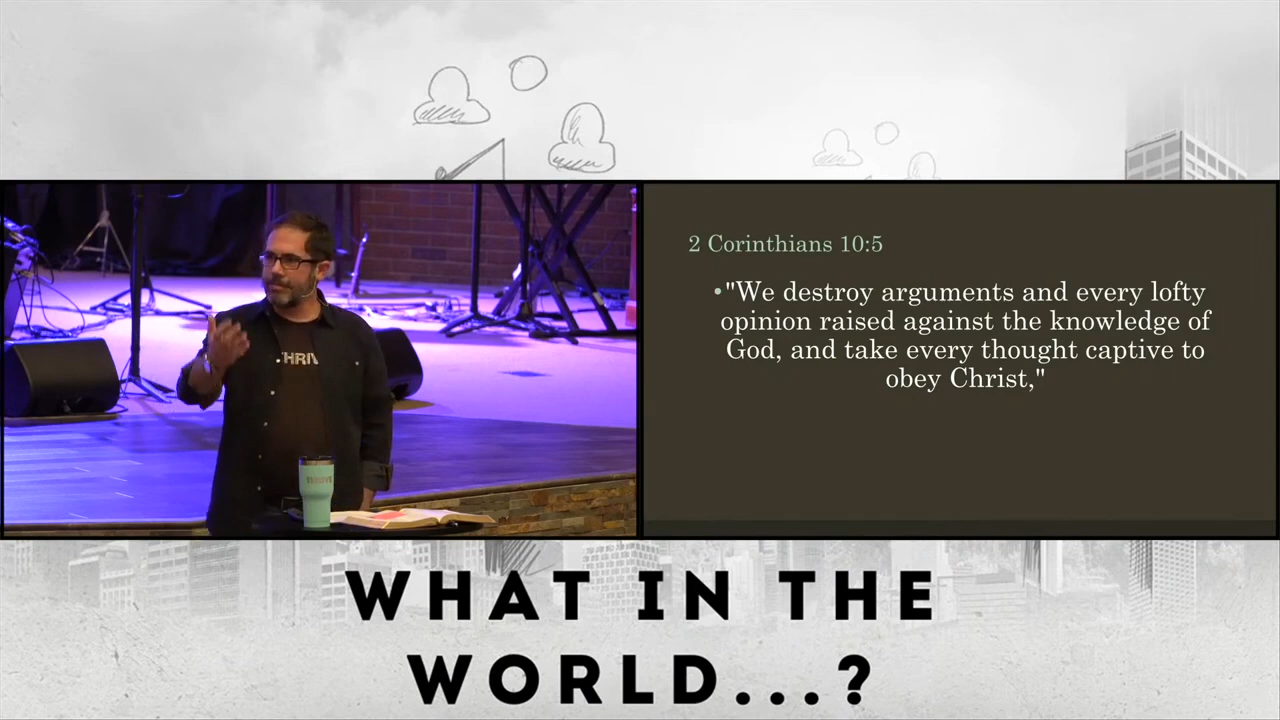 2 Corinthians 10:5
•"We destroy arguments and every lofty
opinion raised against the knowledge of
God, and take every thought captive to
obey Christ,"
THRIVE
WHAT IN THE
WORLD...?